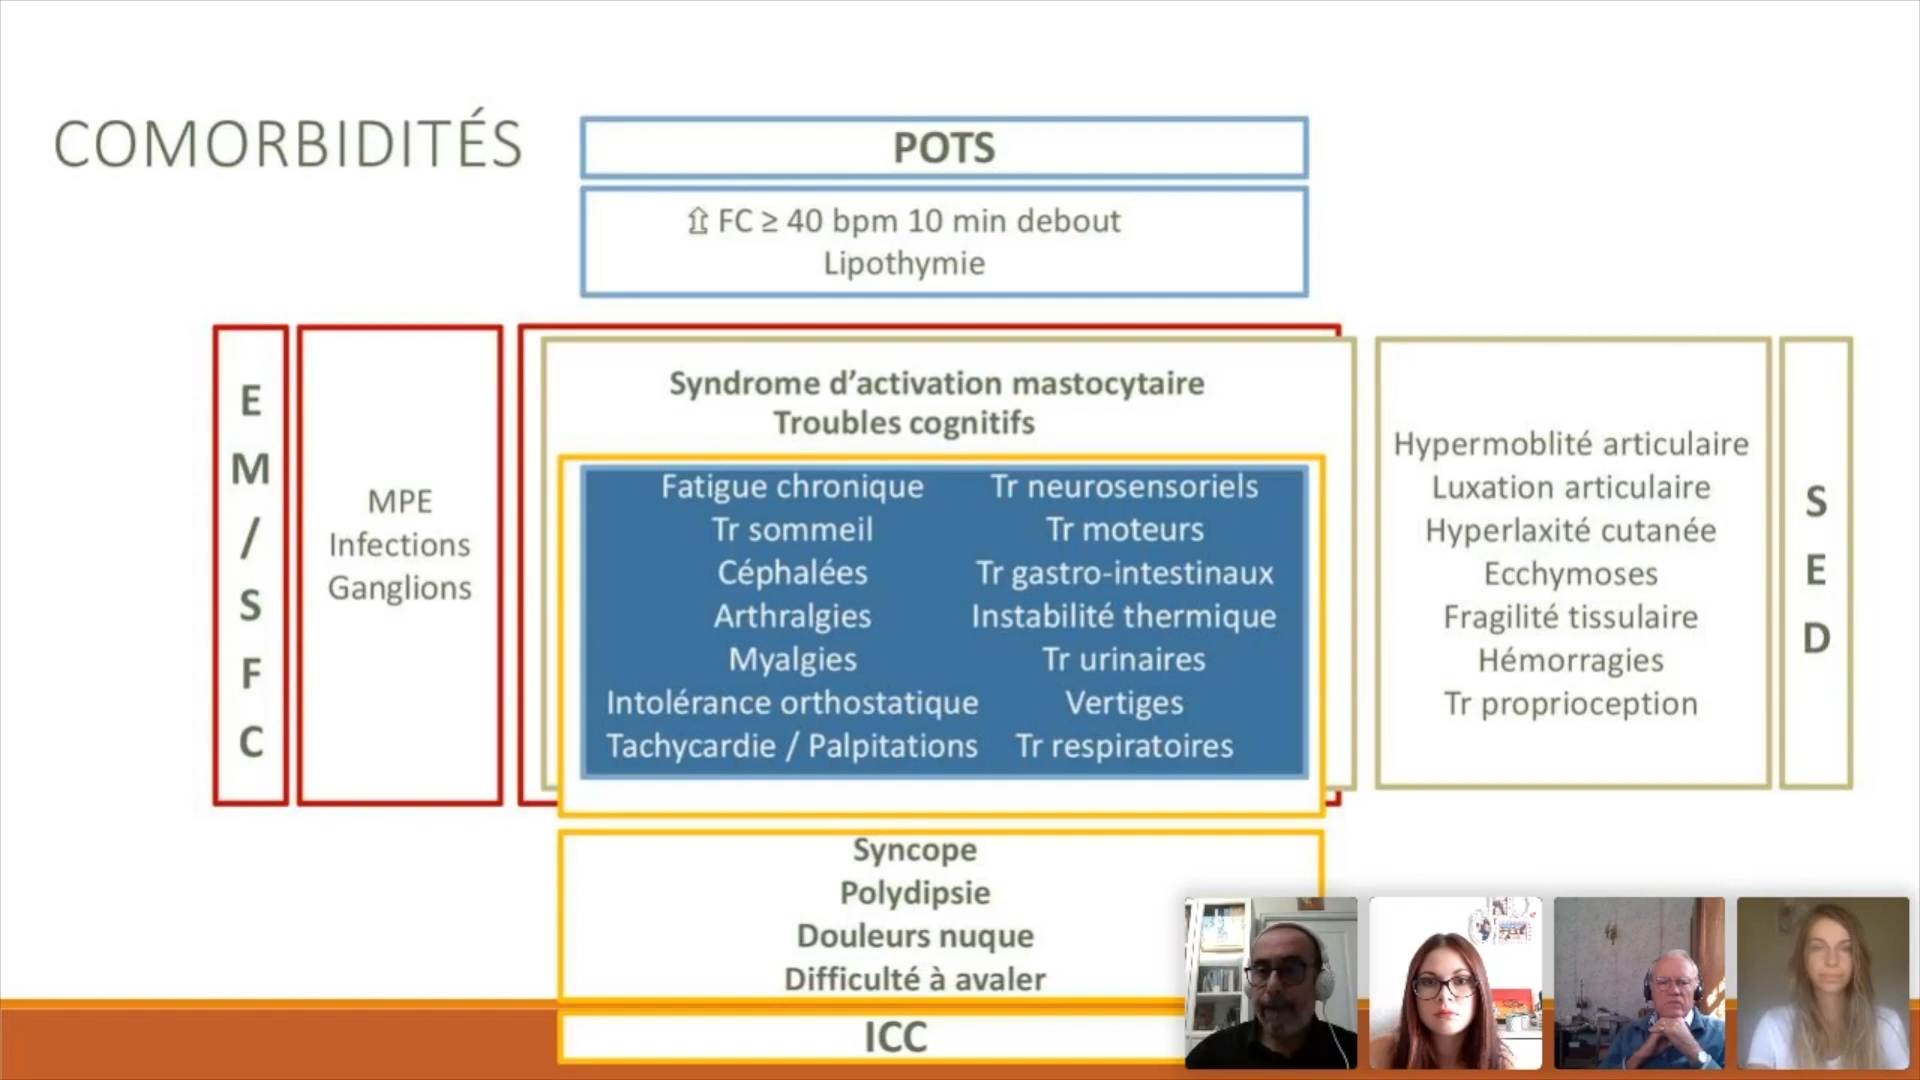 COMORBIDITÉS
POTS
⇧ FC ≥ 40 bpm 10 min debout
Lipothymie
E
M
/
S
F
C
MPE
Infections
Ganglions
Syndrome d’activation mastocytaire
Troubles cognitifs
Fatigue chronique
Tr sommeil
Céphalées
Arthralgies
Myalgies
Intolérance orthostatique
Tachycardie / Palpitations
Tr neurosensoriels
Tr moteurs
Tr gastro-intestinaux
Instabilité thermique
Tr urinaires
Vertiges
Tr respiratoires
Hypermoblité articulaire
Luxation articulaire
Hyperlaxité cutanée
Ecchymoses
Fragilité tissulaire
Hémorragies
Tr proprioception
S
E
D
Syncope
Polydipsie
Douleurs nuque
Difficulté à avaler
ICC